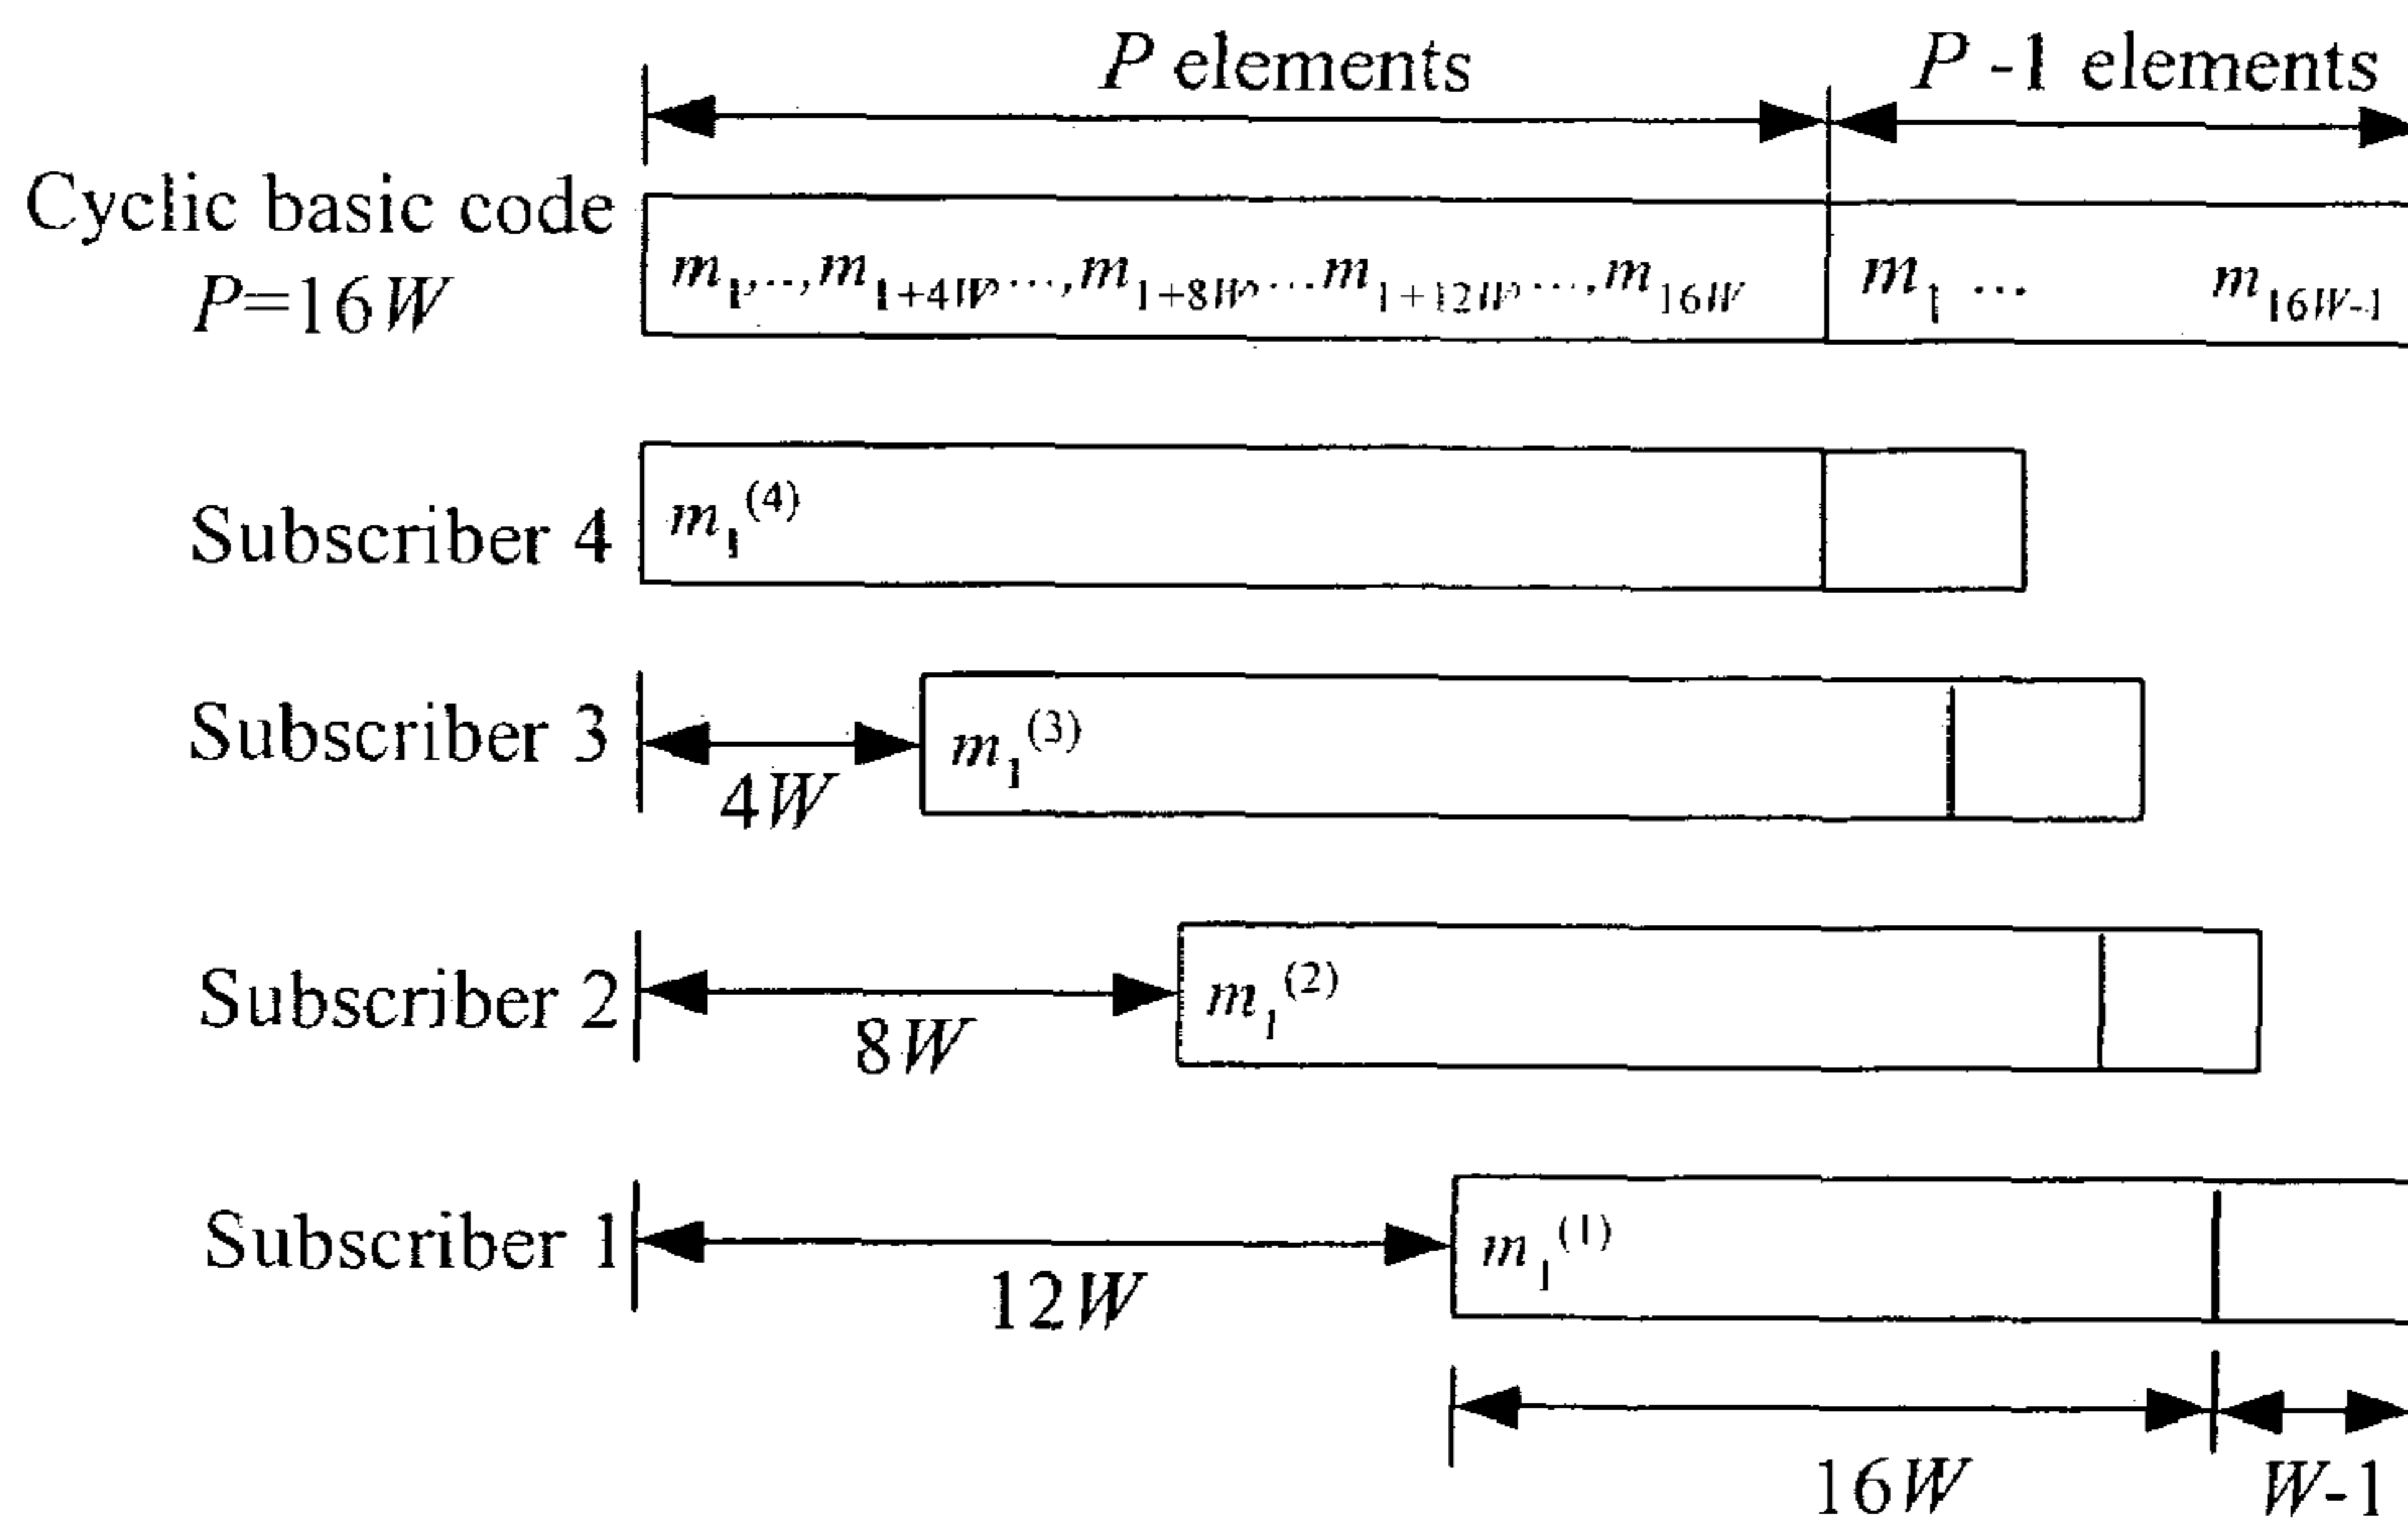 P elements P -1 elements
Cyclic basic code
P=16W
m₁,..,m₁₊₄W,...,m₁₊₈W,...m₁₊₁₂W,...,m₁₆W m₁ ... m₁₆W₋₁
Subscriber 4 m₁⁽⁴⁾
Subscriber 3 m₁⁽³⁾
4W
Subscriber 2 m₁⁽²⁾
8W
Subscriber 1 m₁⁽¹⁾
12W
16W W-1